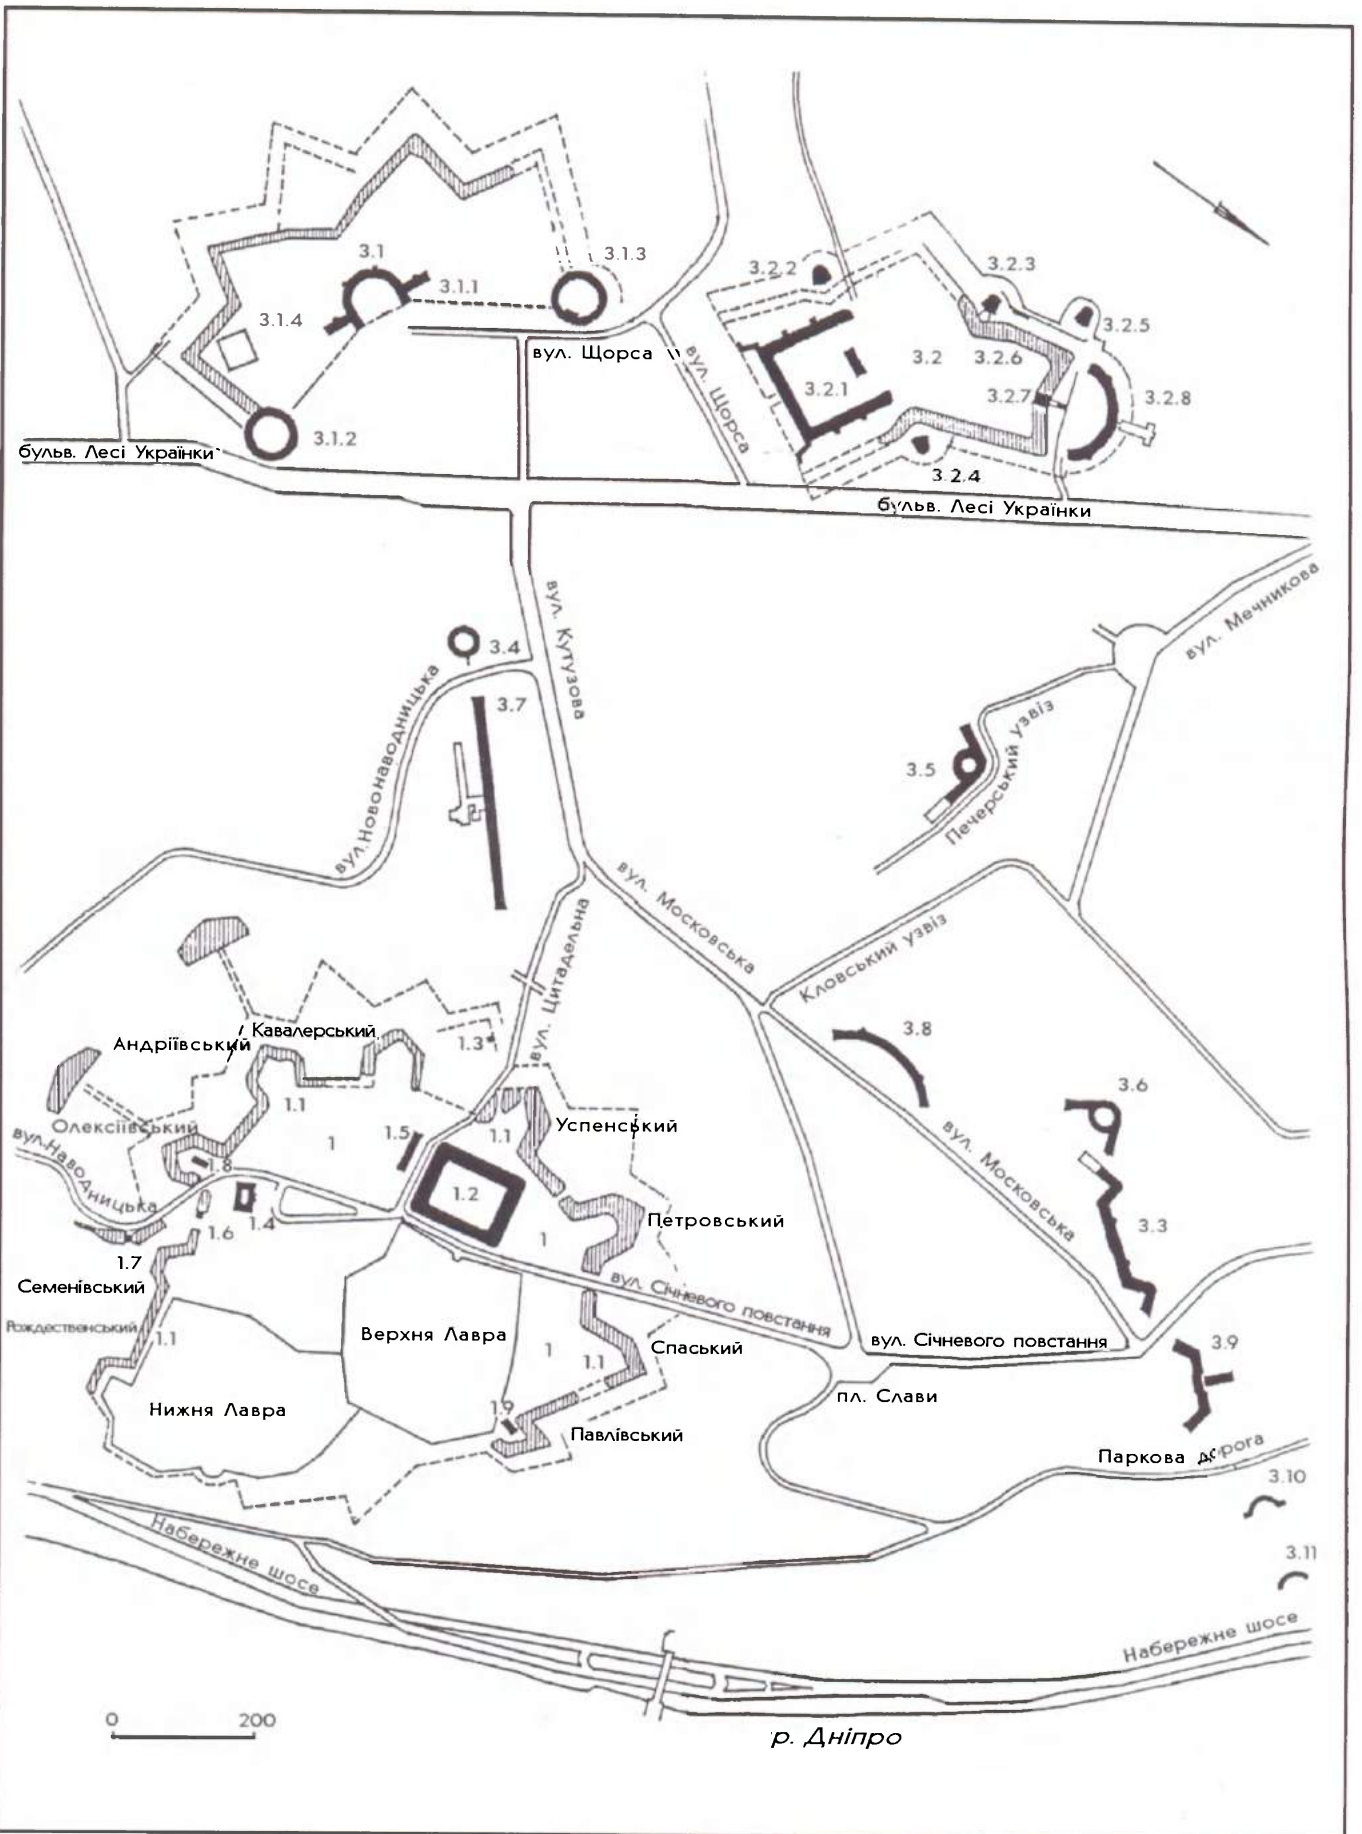 3.1
3.1.1
3.1.3
3.1.4
3.1.2
вул. Щорса
вул. Щорса
бульв. Лесі Українки
3.2.2
3.2.3
3.2.5
3.2
3.2.6
3.2.1
3.2.7
3.2.8
3.2.4
бульв. Лесі Українки
вул. Мечникова
вул. Кутузова
3.4
вул. Новонаводницька
3.7
3.5
Печерський узвіз
вул. Московська
Кловський узвіз
вул. Цитадельна
Андріївський
Кавалерський
1.3
3.8
3.6
Олексіївський
1.1
1
1.5
1.1
Успенський
вул. Наводницька
1.8
1.4
1.6
1.2
1
Петровський
вул. Московська
3.3
1.7
Семенівський
Рождественський
1.1
вул. Січневого повстання
вул. Січневого повстання
Верхня Лавра
1
1.1
Спаський
3.9
пл. Слави
Нижня Лавра
1.9
Павлівський
Паркова дорога
3.10
3.11
Набережне шосе
Набережне шосе
0 200
р. Дніпро